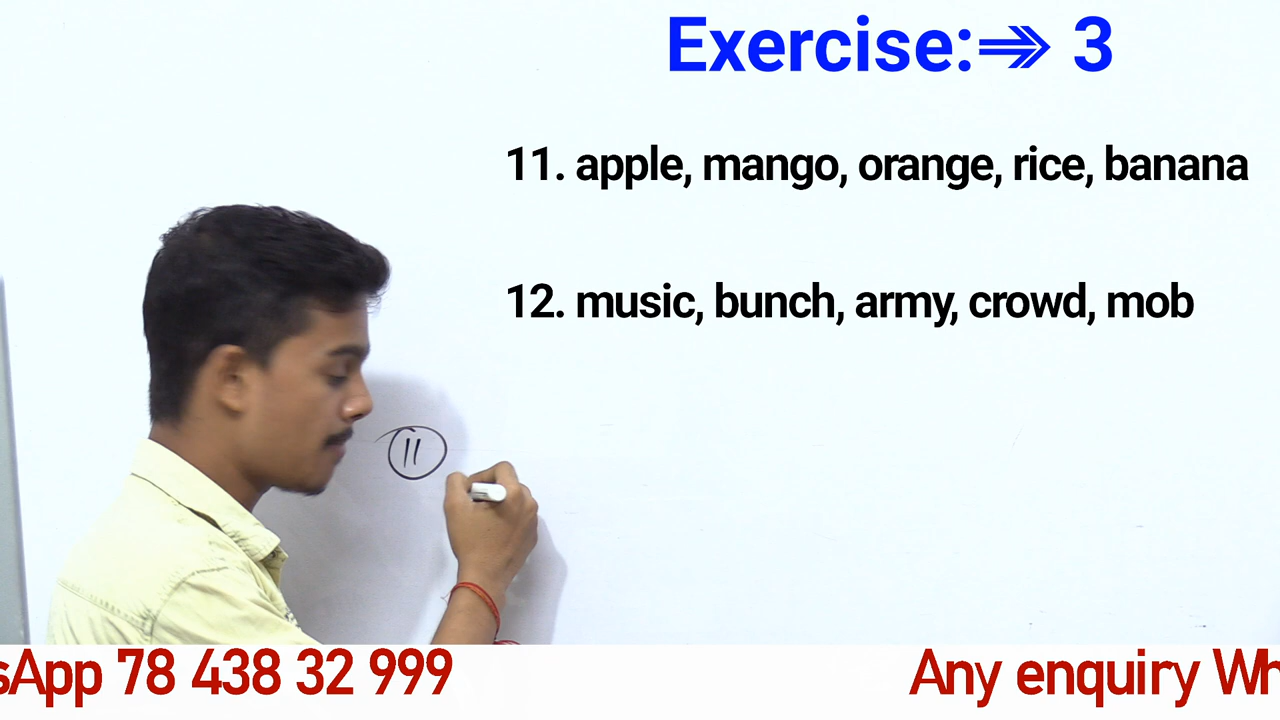 Exercise:⇛ 3
11. apple, mango, orange, rice, banana
12. music, bunch, army, crowd, mob
11
sApp 78 438 32 999
Any enquiry Wh